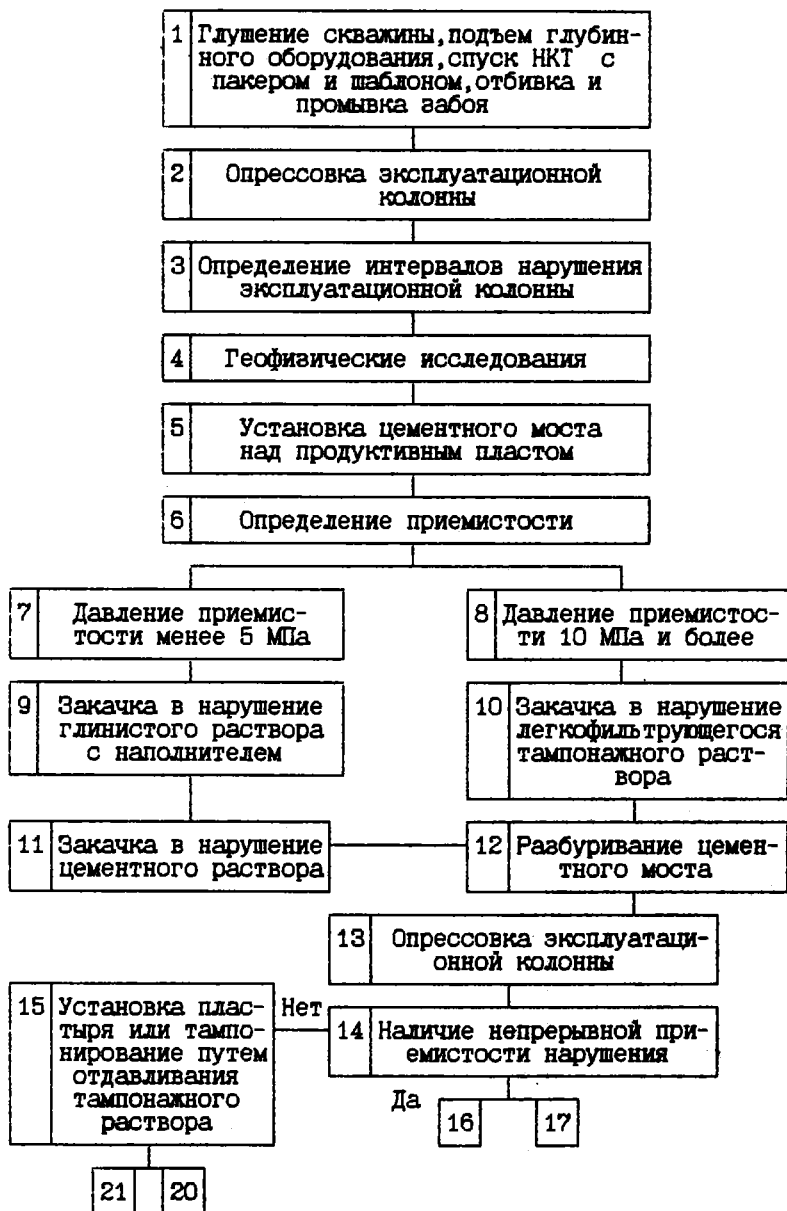 1 Глушение скважины,подъем глубин-
ного оборудования,спуск НКТ с
пакером и шаблоном,отбивка и
промывка забоя
2 Опрессовка эксплуатационной
колонны
3 Определение интервалов нарушения
эксплуатационной колонны
4 Геофизические исследования
5 Установка цементного моста
над продуктивным пластом
6 Определение приемистости
7 Давление приемис-
тости менее 5 МПа
8 Давление приемистос-
ти 10 МПа и более
9 Закачка в нарушение
глинистого раствора
с наполнителем
10 Закачка в нарушение
легкофильтрующегося
тампонажного раст-
вора
11 Закачка в нарушение
цементного раствора
12 Разбуривание цемен-
тного моста
13 Опрессовка эксплуатаци-
онной колонны
15 Установка плас-
тыря или тампо-
нирование путем
отдавливания
тампонажного
раствора
Нет
14 Наличие непрерывной при-
емистости нарушения
Да
16 17
21 20